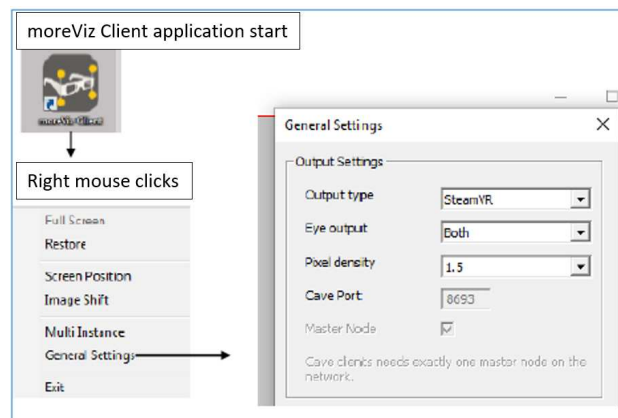 moreViz Client application start
moreViz Client
Right mouse clicks
Full Screen
Restore
Screen Position
Image Shift
Multi Instance
General Settings
Exit
General Settings
Output Settings
Output type
SteamVR
Eye output
Both
Pixel density
1.5
Cave Port
8693
Master Node
Cave clients needs exactly one master node on the
network.